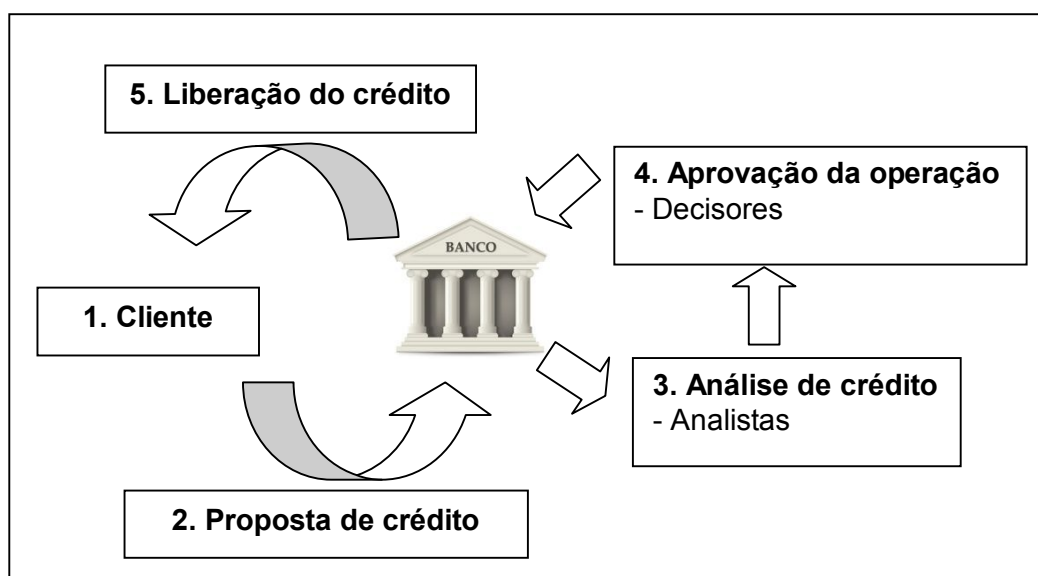 5. Liberação do crédito
4. Aprovação da operação
- Decisores
BANCO
1. Cliente
3. Análise de crédito
- Analistas
2. Proposta de crédito